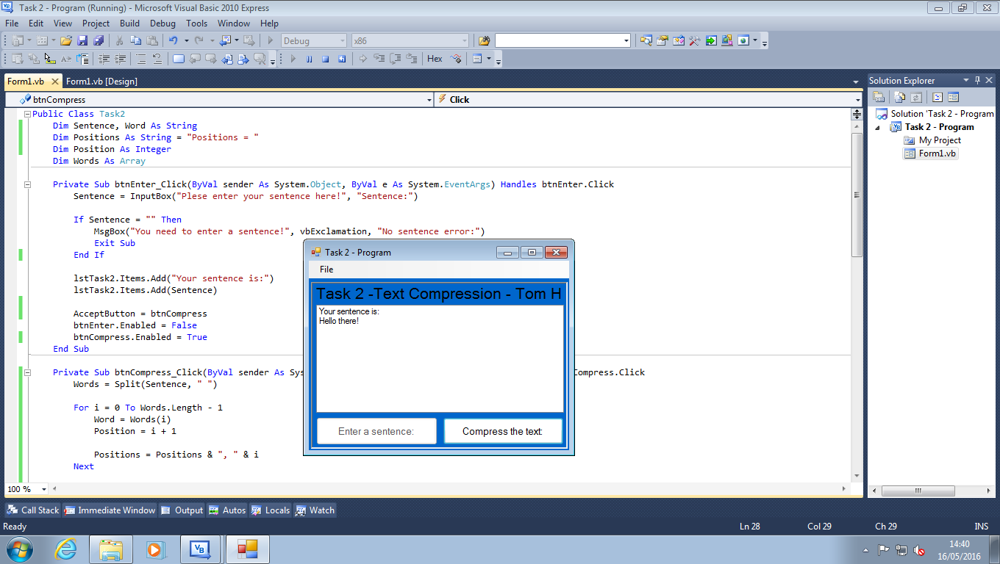 Task 2 - Program (Running) - Microsoft Visual Basic 2010 Express
File Edit View Project Build Debug Tools Window Help
Debug x86
Hex
Form1.vb Form1.vb [Design]
btnCompress Click
Public Class Task2
Dim Sentence, Word As String
Dim Positions As String = "Positions = "
Dim Position As Integer
Dim Words As Array
Private Sub btnEnter_Click(ByVal sender As System.Object, ByVal e As System.EventArgs) Handles btnEnter.Click
Sentence = InputBox("Plese enter your sentence here!", "Sentence:")
If Sentence = "" Then
MsgBox("You need to enter a sentence!", vbExclamation, "No sentence error:")
Exit Sub
End If
lstTask2.Items.Add("Your sentence is:")
lstTask2.Items.Add(Sentence)
AcceptButton = btnCompress
btnEnter.Enabled = False
btnCompress.Enabled = True
End Sub
Private Sub btnCompress_Click(ByVal sender As Sys Compress.Click
Words = Split(Sentence, " ")
For i = 0 To Words.Length - 1
Word = Words(i)
Position = i + 1
Positions = Positions & ", " & i
Next
100 %
Task 2 - Program
File
Task 2 -Text Compression - Tom H
Your sentence is:
Hello there!
Enter a sentence:
Compress the text:
Solution Explorer
Solution 'Task 2 - Program
Task 2 - Program
My Project
Form1.vb
Call Stack Immediate Window Output Autos Locals Watch
Ready Ln 28 Col 29 Ch 29 INS
VB
14:40
16/05/2016